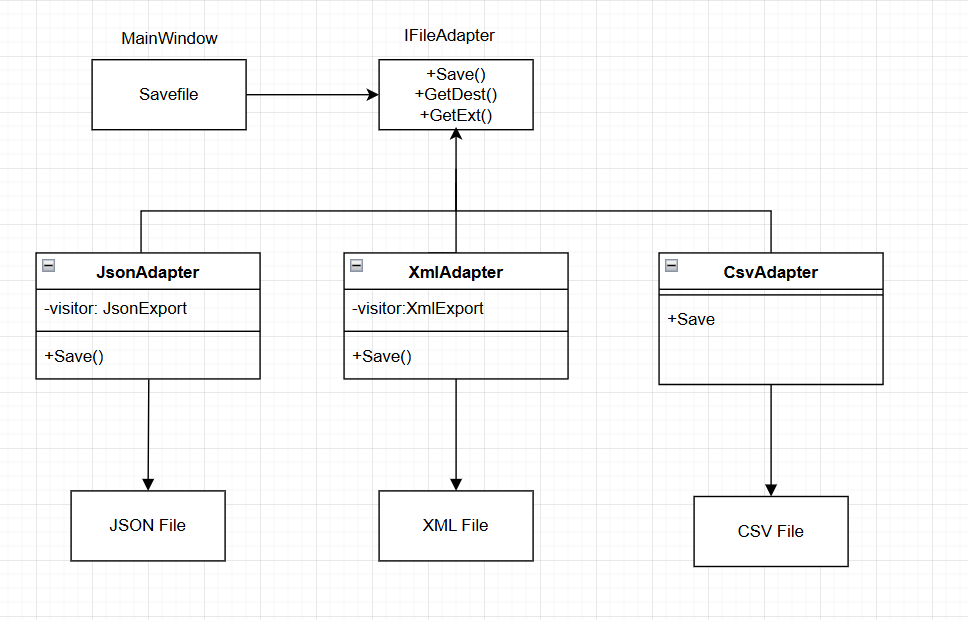 MainWindow
IFileAdapter
Savefile
+Save()
+GetDest()
+GetExt()
JsonAdapter
-visitor: JsonExport
+Save()
XmlAdapter
-visitor:XmlExport
+Save()
CsvAdapter
+Save
JSON File
XML File
CSV File